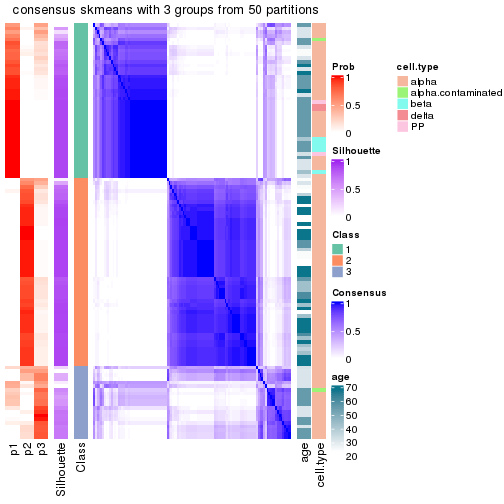 consensus skmeans with 3 groups from 50 partitions
p1
p2
p3
Silhouette
Class
age
cell.type
Prob
1
0.5
0
Silhouette
1
0.5
0
Class
1
2
3
Consensus
1
0.5
0
age
70
60
50
40
30
20
cell.type
alpha
alpha.contaminated
beta
delta
PP